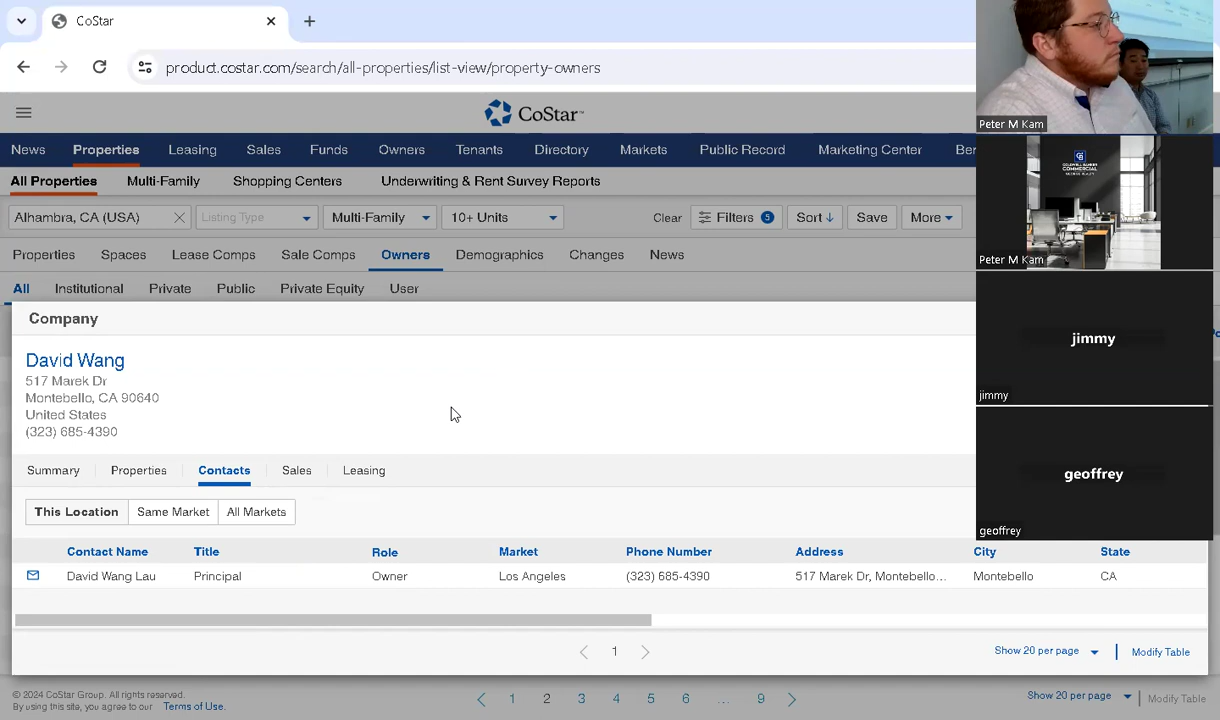 CoStar
product.costar.com/search/all-properties/list-view/property-owners
CoStar™
News Properties Leasing Sales Funds Owners Tenants Directory Markets Public Record Marketing Center Ben
All Properties Multi-Family Shopping Centers Underwriting & Rent Survey Reports
Alhambra, CA (USA) Listing Type Multi-Family 10+ Units Clear Filters 5 Sort Save More
Properties Spaces Lease Comps Sale Comps Owners Demographics Changes News
All Institutional Private Public Private Equity User
Company
David Wang
517 Marek Dr
Montebello, CA 90640
United States
(323) 685-4390
Summary Properties Contacts Sales Leasing
This Location Same Market All Markets
Contact Name Title Role Market Phone Number Address City State
David Wang Lau Principal Owner Los Angeles (323) 685-4390 517 Marek Dr, Montebello... Montebello CA
1
Show 20 per page Modify Table
© 2024 CoStar Group. All rights reserved.
By using this site, you agree to our Terms of Use.
1 2 3 4 5 6 ... 9
Show 20 per page Modify Table
Peter M Kam
COLDWELL BANKER
COMMERCIAL
Peter M Kam
jimmy
jimmy
geoffrey
geoffrey